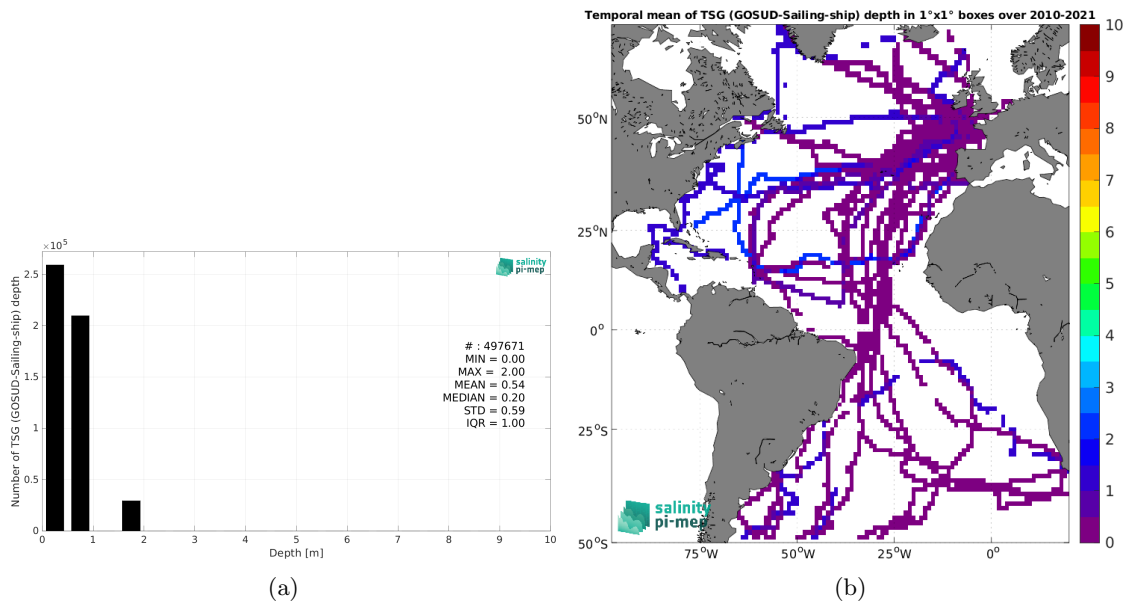 Temporal mean of TSG (GOSUD-Sailing-ship) depth in 1°x1° boxes over 2010-2021
×10⁵
2.5
2
1.5
1
0.5
0
Number of TSG (GOSUD-Sailing-ship) depth
0 1 2 3 4 5 6 7 8 9 10
Depth [m]
salinity
pi-mep
# : 497671
MIN = 0.00
MAX = 2.00
MEAN = 0.54
MEDIAN = 0.20
STD = 0.59
IQR = 1.00
(a)
50°N
25°N
0°
25°S
50°S
75°W 50°W 25°W 0°
salinity
pi-mep
10
9
8
7
6
5
4
3
2
1
0
(b)